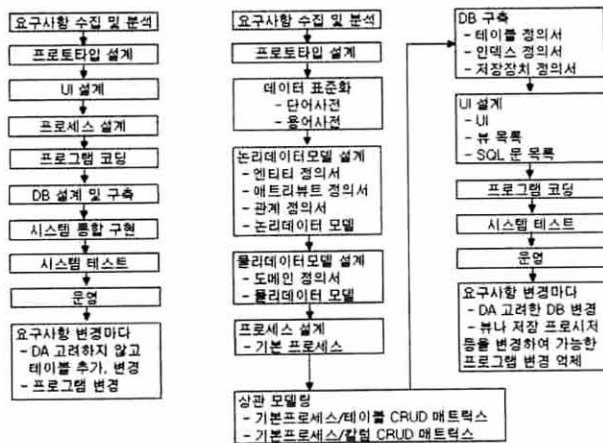 요구사항 수집 및 분석
프로토타입 설계
UI 설계
프로세스 설계
프로그램 코딩
DB 설계 및 구축
시스템 통합 구현
시스템 테스트
운영
요구사항 변경마다
- DA 고려하지 않고
테이블 추가, 변경
- 프로그램 변경
요구사항 수집 및 분석
프로토타입 설계
데이터 표준화
- 단어사전
- 용어사전
논리데이터모델 설계
- 엔티티 정의서
- 애트리뷰트 정의서
- 관계 정의서
- 논리데이터 모델
물리데이터모델 설계
- 도메인 정의서
- 물리데이터 모델
프로세스 설계
- 기본 프로세스
상관 모델링
- 기본프로세스/테이블 CRUD 매트릭스
- 기본프로세스/칼럼 CRUD 매트릭스
DB 구축
- 테이블 정의서
- 인덱스 정의서
- 저장장치 정의서
UI 설계
- UI
- 뷰 목록
- SQL 문 목록
프로그램 코딩
시스템 테스트
운영
요구사항 변경마다
- DA 고려한 DB 변경
- 뷰나 저장 프로시저
등을 변경하여 가능한
프로그램 변경 억제